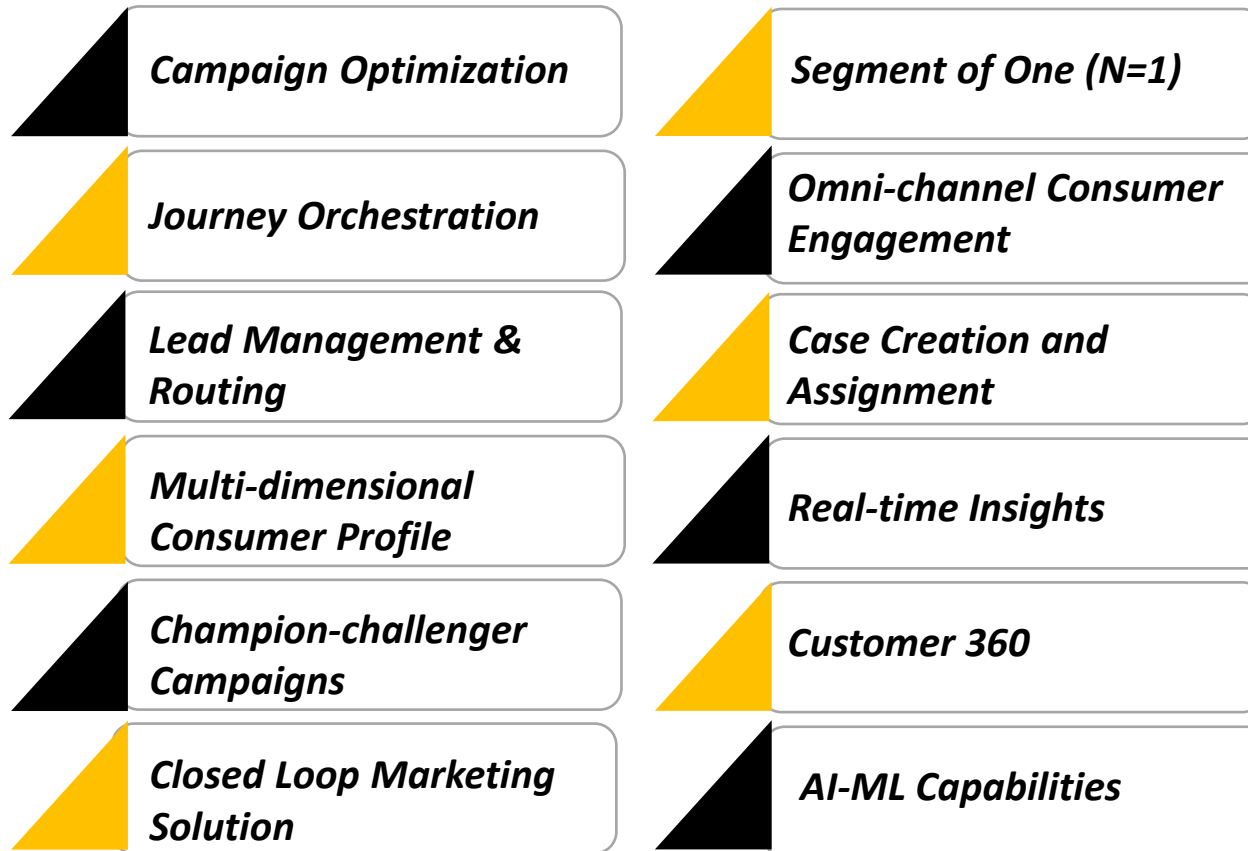 Campaign Optimization
Journey Orchestration
Lead Management &
Routing
Multi-dimensional
Consumer Profile
Champion-challenger
Campaigns
Closed Loop Marketing
Solution
Segment of One (N=1)
Omni-channel Consumer
Engagement
Case Creation and
Assignment
Real-time Insights
Customer 360
AI-ML Capabilities